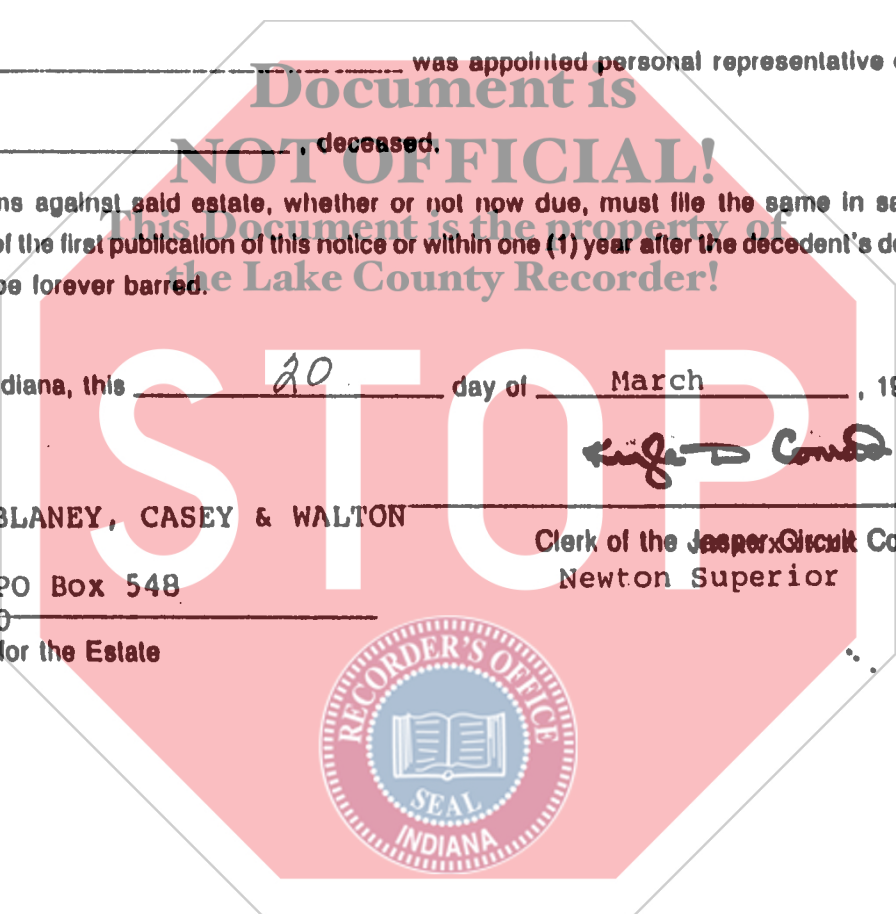 was appointed personal representative
Document is
, deceased.
NOT OFFICIAL!
ns against said estate, whether or not now due, must file the same in sa
This Document is the property of
of the first publication of this notice or within one (1) year after the decedent's de
the Lake County Recorder!
be forever barred.
diana, this 20 day of March , 19
STOP
BLANEY, CASEY & WALTON
Clerk of the Jasper Circuit Co
PO Box 548
Newton Superior
0
for the Estate
RECORDER'S OFFICE
SEAL
INDIANA